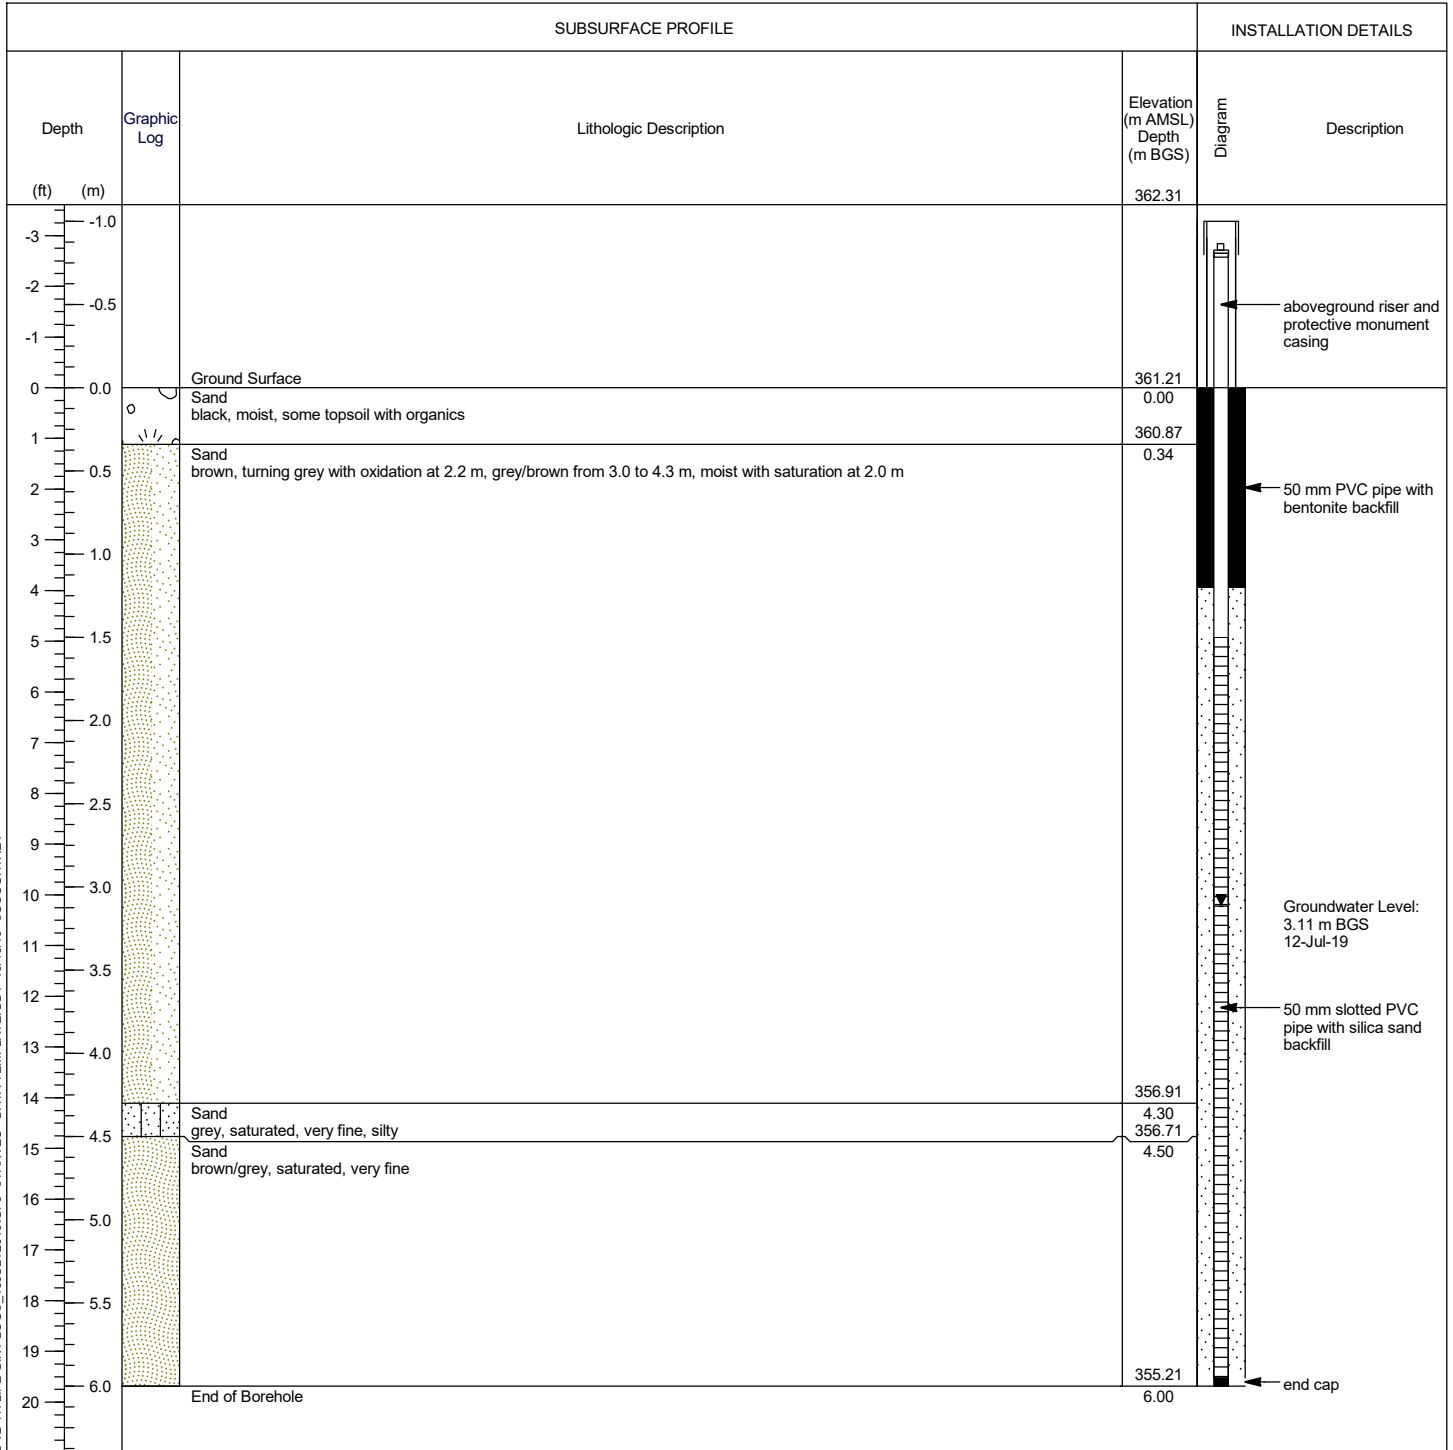 SUBSURFACE PROFILE
INSTALLATION DETAILS
Depth
Graphic
Log
Lithologic Description
Elevation
(m AMSL)
Depth
(m BGS)
Diagram
Description
(ft) (m)
362.31
-1.0
-3
-2
-0.5
aboveground riser and
protective monument
casing
-1
Ground Surface
361.21
0
0.0
Sand
0.00
black, moist, some topsoil with organics
360.87
1
Sand
0.34
0.5
brown, turning grey with oxidation at 2.2 m, grey/brown from 3.0 to 4.3 m, moist with saturation at 2.0 m
2
50 mm PVC pipe with
bentonite backfill
3
1.0
4
1.5
5
6
2.0
7
8
2.5
9
3.0
10
Groundwater Level:
3.11 m BGS
12-Jul-19
11
3.5
12
50 mm slotted PVC
pipe with silica sand
backfill
13
4.0
14
356.91
Sand
4.30
grey, saturated, very fine, silty
356.71
4.5
15
Sand
4.50
brown/grey, saturated, very fine
16
5.0
17
18
5.5
19
355.21
6.0
end cap
End of Borehole
6.00
20